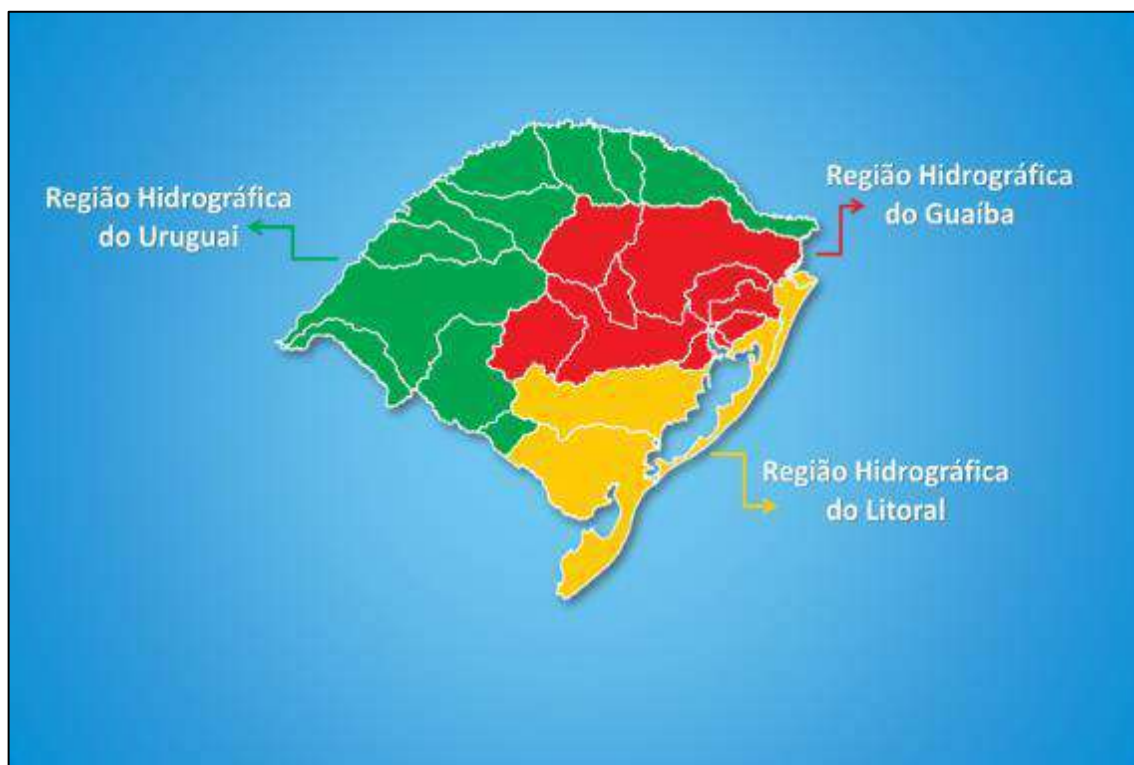 Região Hidrográfica
do Uruguai
Região Hidrográfica
do Guaíba
Região Hidrográfica
do Litoral